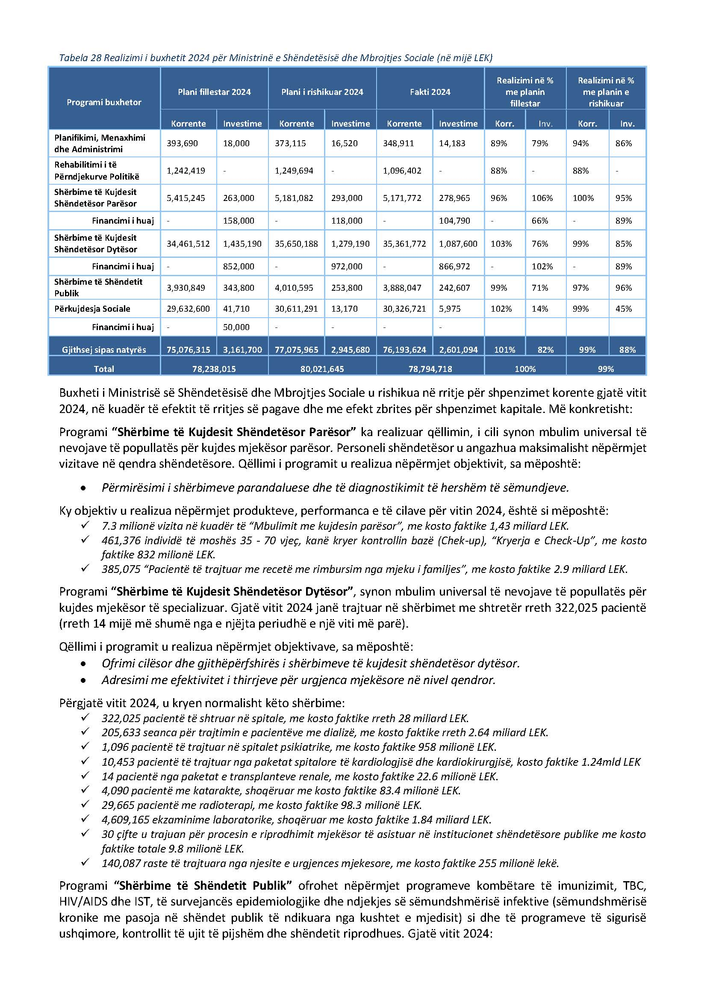 Tabela 28 Realizimi i buxhetit 2024 për Ministrinë e Shëndetësisë dhe Mbrojtjes Sociale (në mijë LEK)
Programi buxhetor Plani fillestar 2024 Plani i rishikuar 2024 Fakti 2024 Realizimi në % me planin fillestar Realizimi në % me planin e rishikuar
Korrente Investime Korrente Investime Korrente Investime Korr. Inv. Korr. Inv.
Planifikimi, Menaxhimi dhe Administrimi 393,690 18,000 373,115 16,520 348,911 14,183 89% 79% 94% 86%
Rehabilitimi i të Përndjekurve Politikë 1,242,419 - 1,249,694 - 1,096,402 - 88% - 88% -
Shërbime të Kujdesit Shëndetësor Parësor 5,415,245 263,000 5,181,082 293,000 5,171,772 278,965 96% 106% 100% 95%
Financimi i huaj - 158,000 - 118,000 - 104,790 - 66% - 89%
Shërbime të Kujdesit Shëndetësor Dytësor 34,461,512 1,435,190 35,650,188 1,279,190 35,361,772 1,087,600 103% 76% 99% 85%
Financimi i huaj - 852,000 - 972,000 - 866,972 - 102% - 89%
Shërbime të Shëndetit Publik 3,930,849 343,800 4,010,595 253,800 3,888,047 242,607 99% 71% 97% 96%
Përkujdesja Sociale 29,632,600 41,710 30,611,291 13,170 30,326,721 5,975 102% 14% 99% 45%
Financimi i huaj - 50,000 - - - -
Gjithsej sipas natyrës 75,076,315 3,161,700 77,075,965 2,945,680 76,193,624 2,601,094 101% 82% 99% 88%
Total 78,238,015 80,021,645 78,794,718 100% 99%
Buxheti i Ministrisë së Shëndetësisë dhe Mbrojtjes Sociale u rishikua në rritje për shpenzimet korente gjatë vitit
2024, në kuadër të efektit të rritjes së pagave dhe me efekt zbrites për shpenzimet kapitale. Më konkretisht:
Programi “Shërbime të Kujdesit Shëndetësor Parësor” ka realizuar qëllimin, i cili synon mbulim universal të
nevojave të popullatës për kujdes mjekësor parësor. Personeli shëndetësor u angazhua maksimalisht nëpërmjet
vizitave në qendra shëndetësore. Qëllimi i programit u realizua nëpërmjet objektivit, sa mëposhtë:
• Përmirësimi i shërbimeve parandaluese dhe të diagnostikimit të hershëm të sëmundjeve.
Ky objektiv u realizua nëpërmjet produkteve, performanca e të cilave për vitin 2024, është si mëposhtë:
✓ 7.3 milionë vizita në kuadër të “Mbulimit me kujdesin parësor”, me kosto faktike 1,43 miliard LEK.
✓ 461,376 individë të moshës 35 - 70 vjeç, kanë kryer kontrollin bazë (Chek-up), “Kryerja e Check-Up”, me kosto
faktike 832 milionë LEK.
✓ 385,075 “Pacientë të trajtuar me recetë me rimbursim nga mjeku i familjes”, me kosto faktike 2.9 miliard LEK.
Programi “Shërbime të Kujdesit Shëndetësor Dytësor”, synon mbulim universal të nevojave të popullatës për
kujdes mjekësor të specializuar. Gjatë vitit 2024 janë trajtuar në shërbimet me shtretër rreth 322,025 pacientë
(rreth 14 mijë më shumë nga e njëjta periudhë e një viti më parë).
Qëllimi i programit u realizua nëpërmjet objektivave, sa mëposhtë:
• Ofrimi cilësor dhe gjithëpërfshirës i shërbimeve të kujdesit shëndetësor dytësor.
• Adresimi me efektivitet i thirrjeve për urgjenca mjekësore në nivel qendror.
Përgjatë vitit 2024, u kryen normalisht këto shërbime:
✓ 322,025 pacientë të shtruar në spitale, me kosto faktike rreth 28 miliard LEK.
✓ 205,633 seanca për trajtimin e pacientëve me dializë, me kosto faktike rreth 2.64 miliard LEK.
✓ 1,096 pacientë të trajtuar në spitalet psikiatrike, me kosto faktike 958 milionë LEK.
✓ 10,453 pacientë të trajtuar nga paketat spitalore të kardiologjisë dhe kardiokirurgjisë, kosto faktike 1.24mld LEK
✓ 14 pacientë nga paketat e transplanteve renale, me kosto faktike 22.6 milionë LEK.
✓ 4,090 pacientë me katarakte, shoqëruar me kosto faktike 83.4 milionë LEK.
✓ 29,665 pacientë me radioterapi, me kosto faktike 98.3 milionë LEK.
✓ 4,609,165 ekzaminime laboratorike, shoqëruar me kosto faktike 1.84 miliard LEK.
✓ 30 çifte u trajuan për procesin e riprodhimit mjekësor të asistuar në institucionet shëndetësore publike me kosto
faktike totale 9.8 milionë LEK.
✓ 140,087 raste të trajtuara nga njesite e urgjences mjekesore, me kosto faktike 255 milionë lekë.
Programi “Shërbime të Shëndetit Publik” ofrohet nëpërmjet programeve kombëtare të imunizimit, TBC,
HIV/AIDS dhe IST, të survejancës epidemiologjike dhe ndjekjes së sëmundshmërisë infektive (sëmundshmërisë
kronike me pasoja në shëndet publik të ndikuara nga kushtet e mjedisit) si dhe të programeve të sigurisë
ushqimore, kontrollit të ujit të pijshëm dhe shëndetit riprodhues. Gjatë vitit 2024: